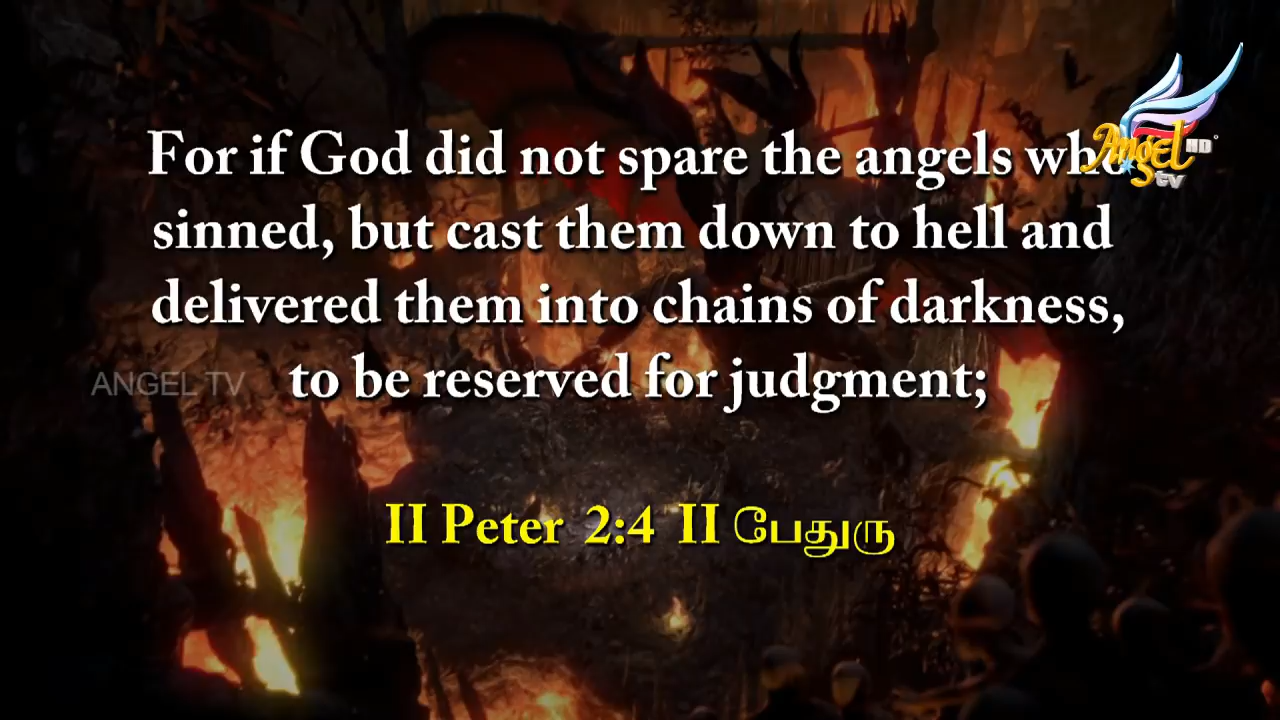 For if God did not spare the angels who
sinned, but cast them down to hell and
delivered them into chains of darkness,
to be reserved for judgment;
II Peter 2:4 II பேதுரு
ANGEL TV
Angel HD
tv